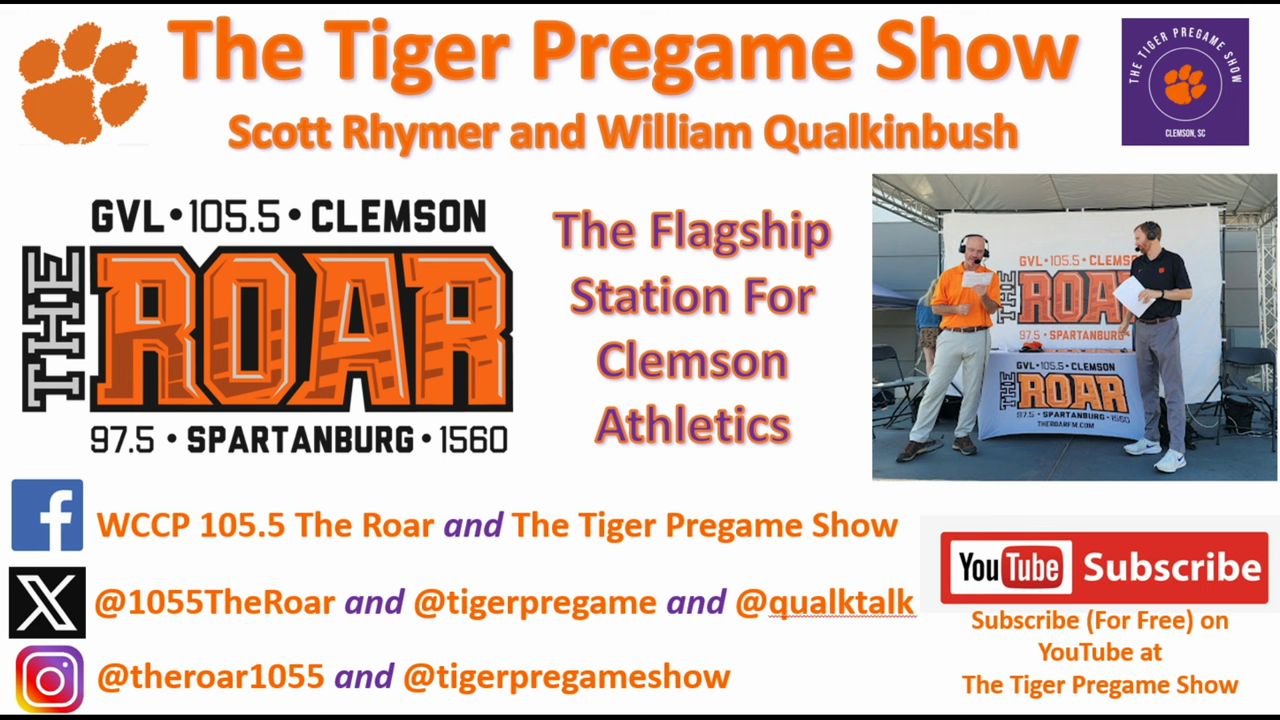 The Tiger Pregame Show
Scott Rhymer and William Qualkinbush
THE TIGER PREGAME SHOW
CLEMSON, SC
GVL•105.5•CLEMSON
THE ROAR
97.5 • SPARTANBURG • 1560
The Flagship
Station For
Clemson
Athletics
GVL•105.5•CLEMS
THE ROA
97.5 • SPARTANBURG
GVL•105.5•CLEMSON
THE ROAR
97.5 • SPARTANBURG • 1560
THEROARFM.COM
f WCCP 105.5 The Roar and The Tiger Pregame Show
X @1055TheRoar and @tigerpregame and @qualktalk
@theroar1055 and @tigerpregameshow
YouTube Subscribe
Subscribe (For Free) on
YouTube at
The Tiger Pregame Show